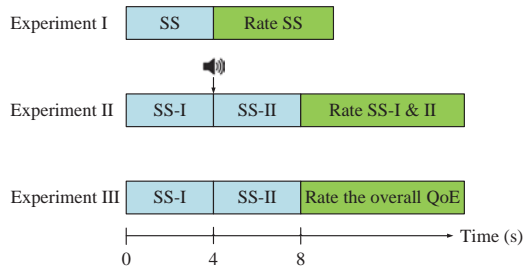 Experiment I SS Rate SS
Experiment II SS-I SS-II Rate SS-I & II
Experiment III SS-I SS-II Rate the overall QoE
Time (s)
0 4 8